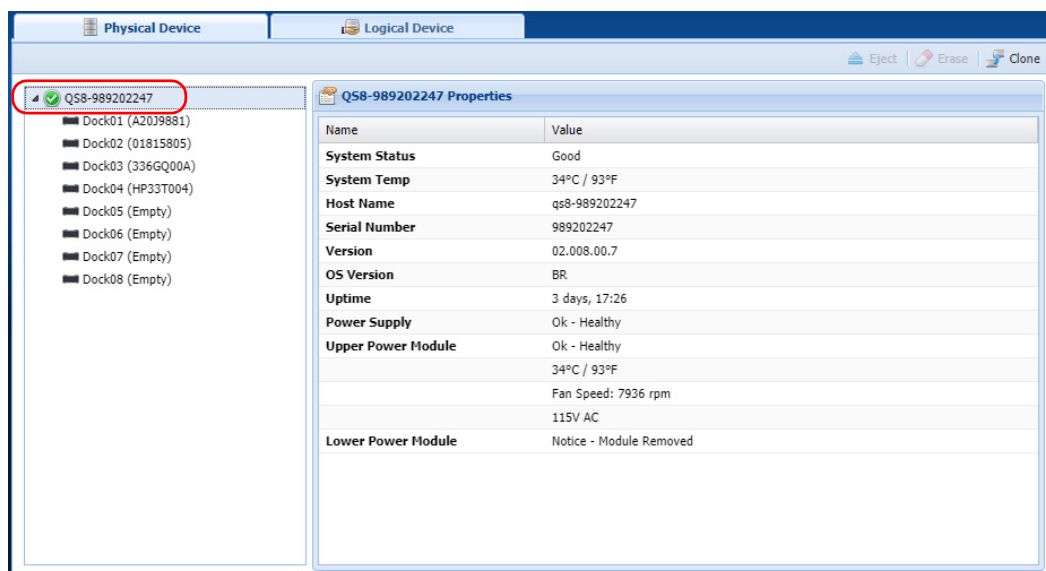 Physical Device
Logical Device
Eject
Erase
Clone
QS8-989202247
Dock01 (A20J9881)
Dock02 (01815805)
Dock03 (336GQ00A)
Dock04 (HP33T004)
Dock05 (Empty)
Dock06 (Empty)
Dock07 (Empty)
Dock08 (Empty)
QS8-989202247 Properties
Name Value
System Status Good
System Temp 34°C / 93°F
Host Name qs8-989202247
Serial Number 989202247
Version 02.008.00.7
OS Version BR
Uptime 3 days, 17:26
Power Supply Ok - Healthy
Upper Power Module Ok - Healthy
34°C / 93°F
Fan Speed: 7936 rpm
115V AC
Lower Power Module Notice - Module Removed